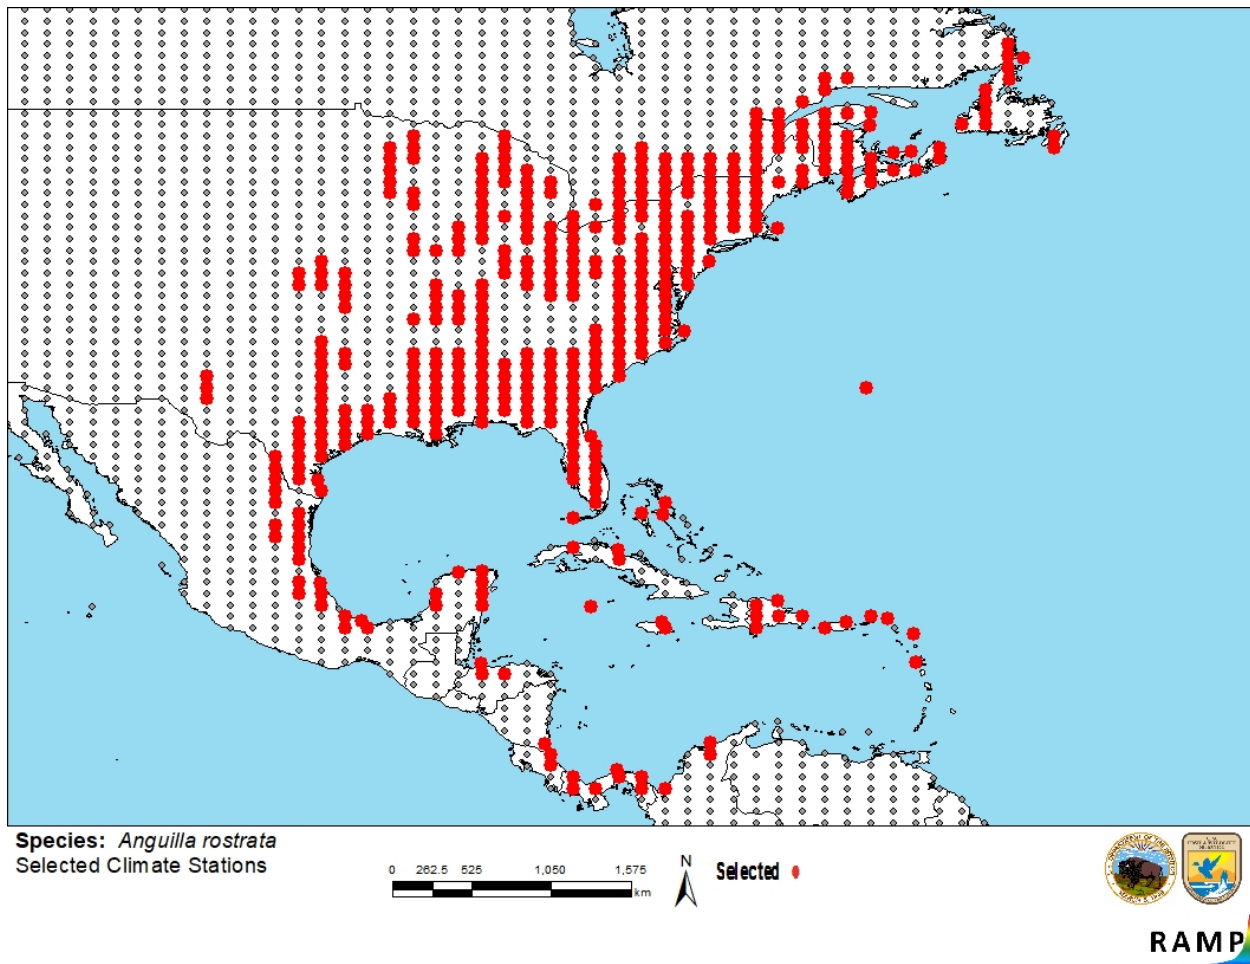 Species: Anguilla rostrata
Selected Climate Stations
0 262.5 525 1,050 1,575
km
N
Selected
RAMP